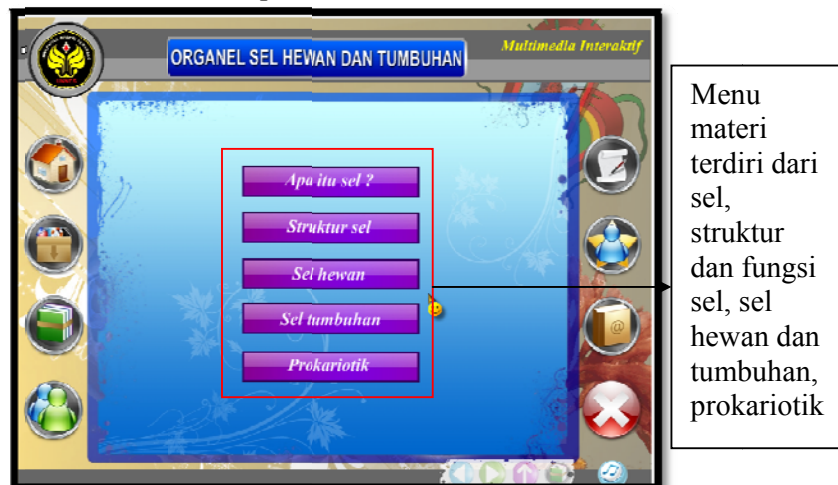 ORGANEL SEL HEWAN DAN TUMBUHAN
Multimedia Interaktif
Apa itu sel ?
Struktur sel
Sel hewan
Sel tumbuhan
Prokariotik
Menu
materi
terdiri dari
sel,
struktur
dan fungsi
sel, sel
hewan dan
tumbuhan,
prokariotik